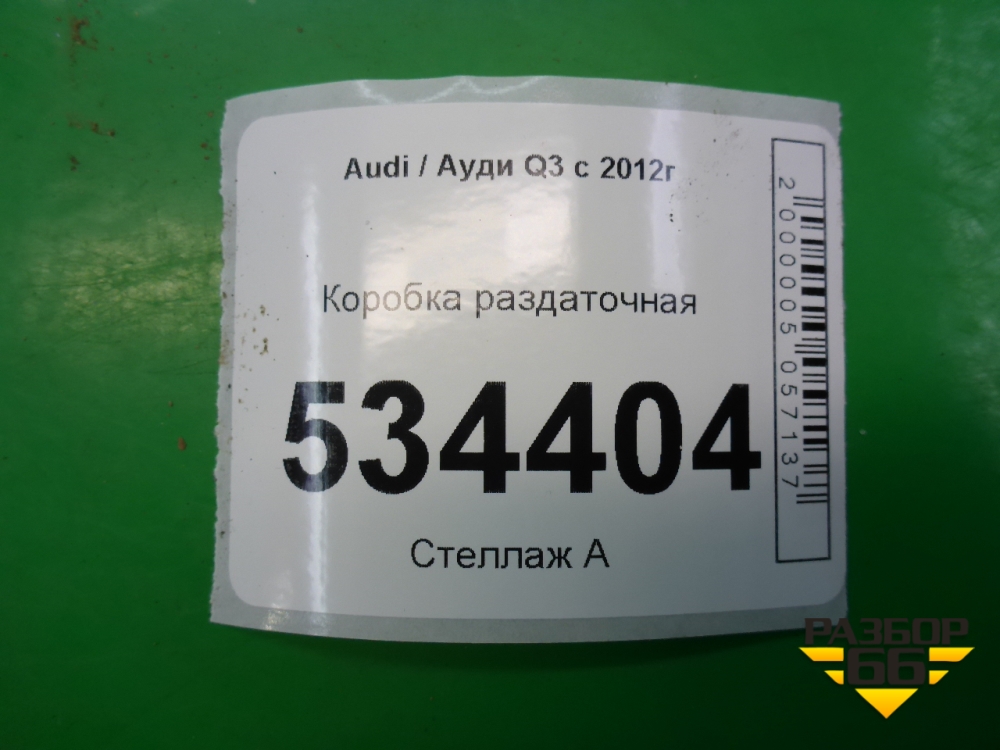 Audi / Ауди Q3 с 2012г
Коробка раздаточная
534404
Стеллаж А
2000005057137
РАЗБОР
66